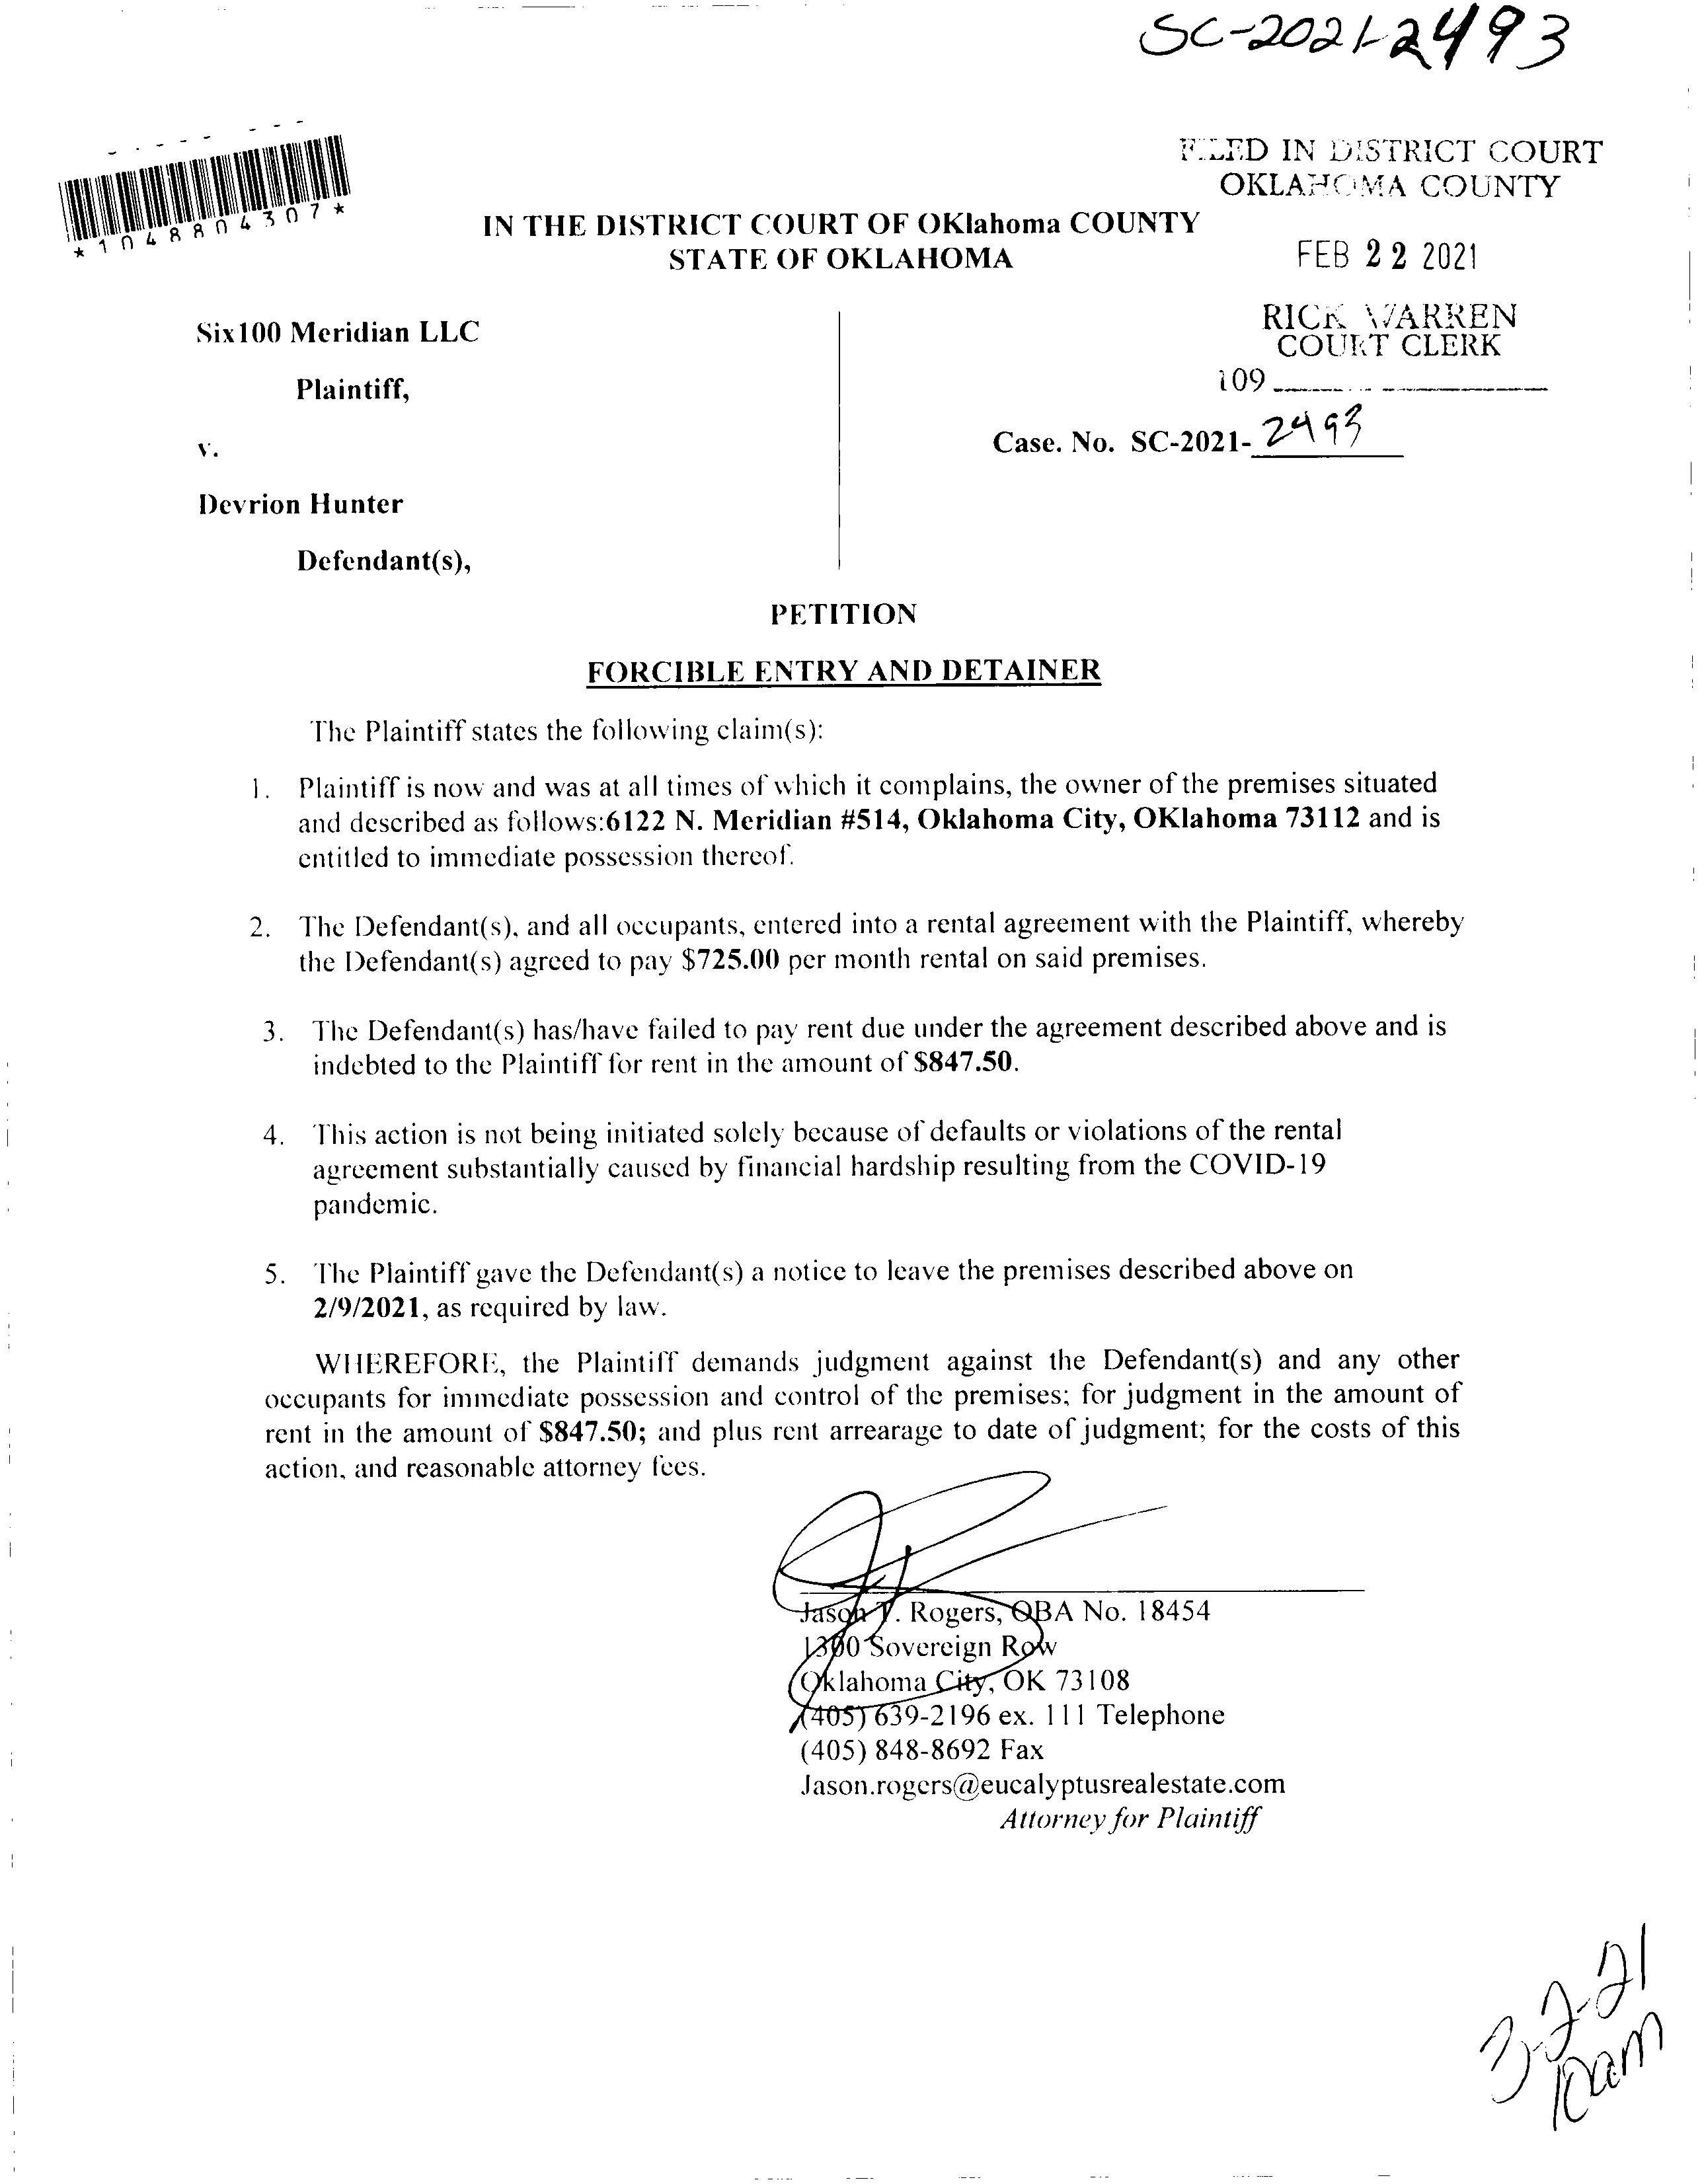 SC-2021-2493
*1048804307*
FILED IN DISTRICT COURT
OKLAHOMA COUNTY
IN THE DISTRICT COURT OF OKlahoma COUNTY
STATE OF OKLAHOMA
FEB 22 2021
RICK WARREN
COURT CLERK
109
Six100 Meridian LLC
Plaintiff,
Case. No. SC-2021-2493
v.
Devrion Hunter
Defendant(s),
PETITION
FORCIBLE ENTRY AND DETAINER
The Plaintiff states the following claim(s):
1. Plaintiff is now and was at all times of which it complains, the owner of the premises situated
and described as follows:6122 N. Meridian #514, Oklahoma City, OKlahoma 73112 and is
entitled to immediate possession thereof.
2. The Defendant(s), and all occupants, entered into a rental agreement with the Plaintiff, whereby
the Defendant(s) agreed to pay $725.00 per month rental on said premises.
3. The Defendant(s) has/have failed to pay rent due under the agreement described above and is
indebted to the Plaintiff for rent in the amount of $847.50.
4. This action is not being initiated solely because of defaults or violations of the rental
agreement substantially caused by financial hardship resulting from the COVID-19
pandemic.
5. The Plaintiff gave the Defendant(s) a notice to leave the premises described above on
2/9/2021, as required by law.
WHEREFORE, the Plaintiff demands judgment against the Defendant(s) and any other
occupants for immediate possession and control of the premises; for judgment in the amount of
rent in the amount of $847.50; and plus rent arrearage to date of judgment; for the costs of this
action, and reasonable attorney fees.
Jason T. Rogers, OBA No. 18454
1300 Sovereign Row
Oklahoma City, OK 73108
(405) 639-2196 ex. 111 Telephone
(405) 848-8692 Fax
Jason.rogers@eucalyptusrealestate.com
Attorney for Plaintiff
3-2-21
10am